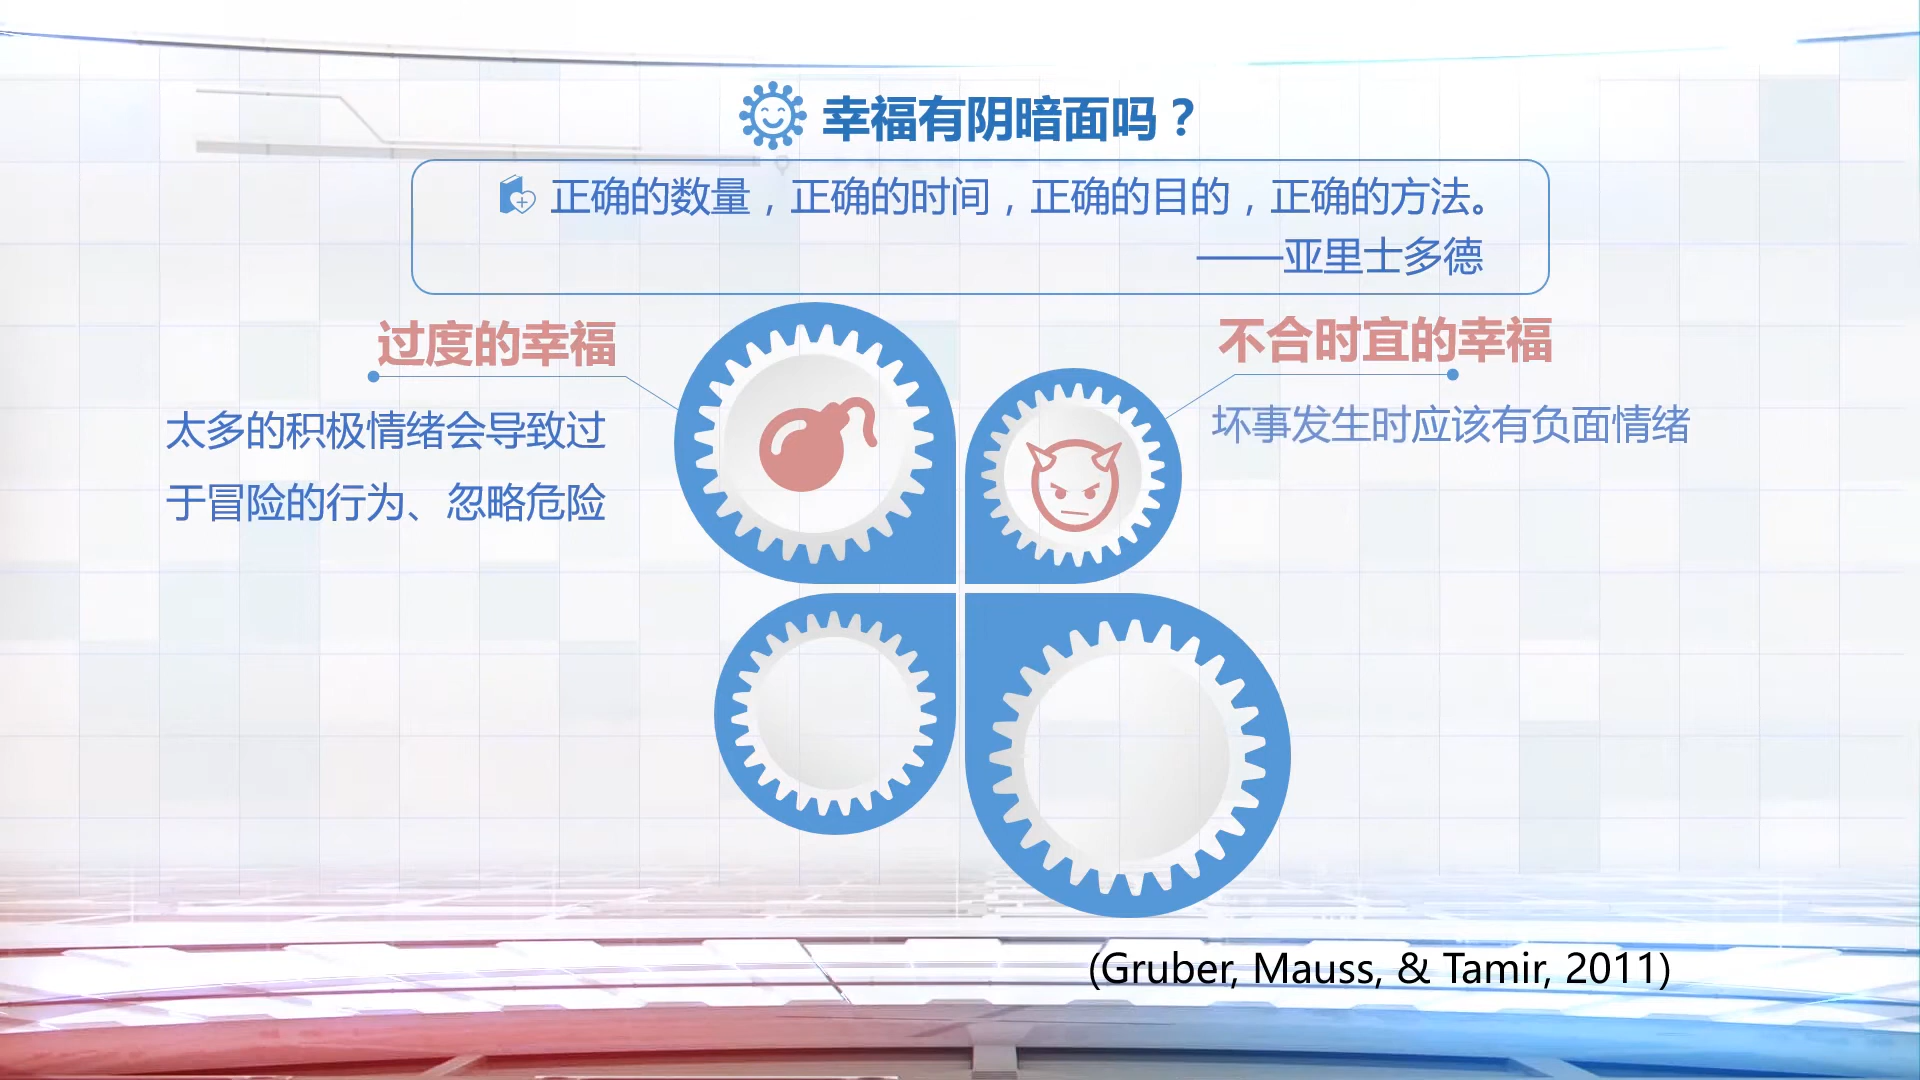 幸福有阴暗面吗？
正确的数量，正确的时间，正确的目的，正确的方法。
——亚里士多德
过度的幸福
太多的积极情绪会导致过
于冒险的行为、忽略危险
不合时宜的幸福
坏事发生时应该有负面情绪
(Gruber, Mauss, & Tamir, 2011)